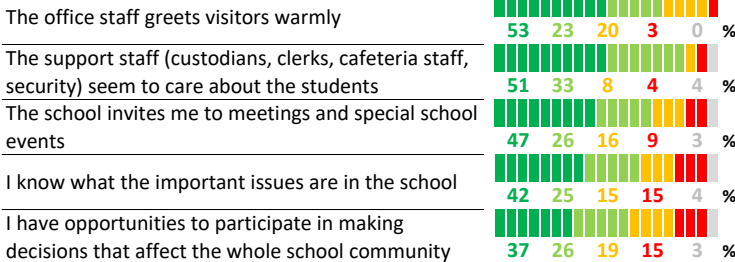 The office staff greets visitors warmly
53 23 20 3 0 %
The support staff (custodians, clerks, cafeteria staff,
security) seem to care about the students
51 33 8 4 4 %
The school invites me to meetings and special school
events
47 26 16 9 3 %
I know what the important issues are in the school
42 25 15 15 4 %
I have opportunities to participate in making
decisions that affect the whole school community
37 26 19 15 3 %